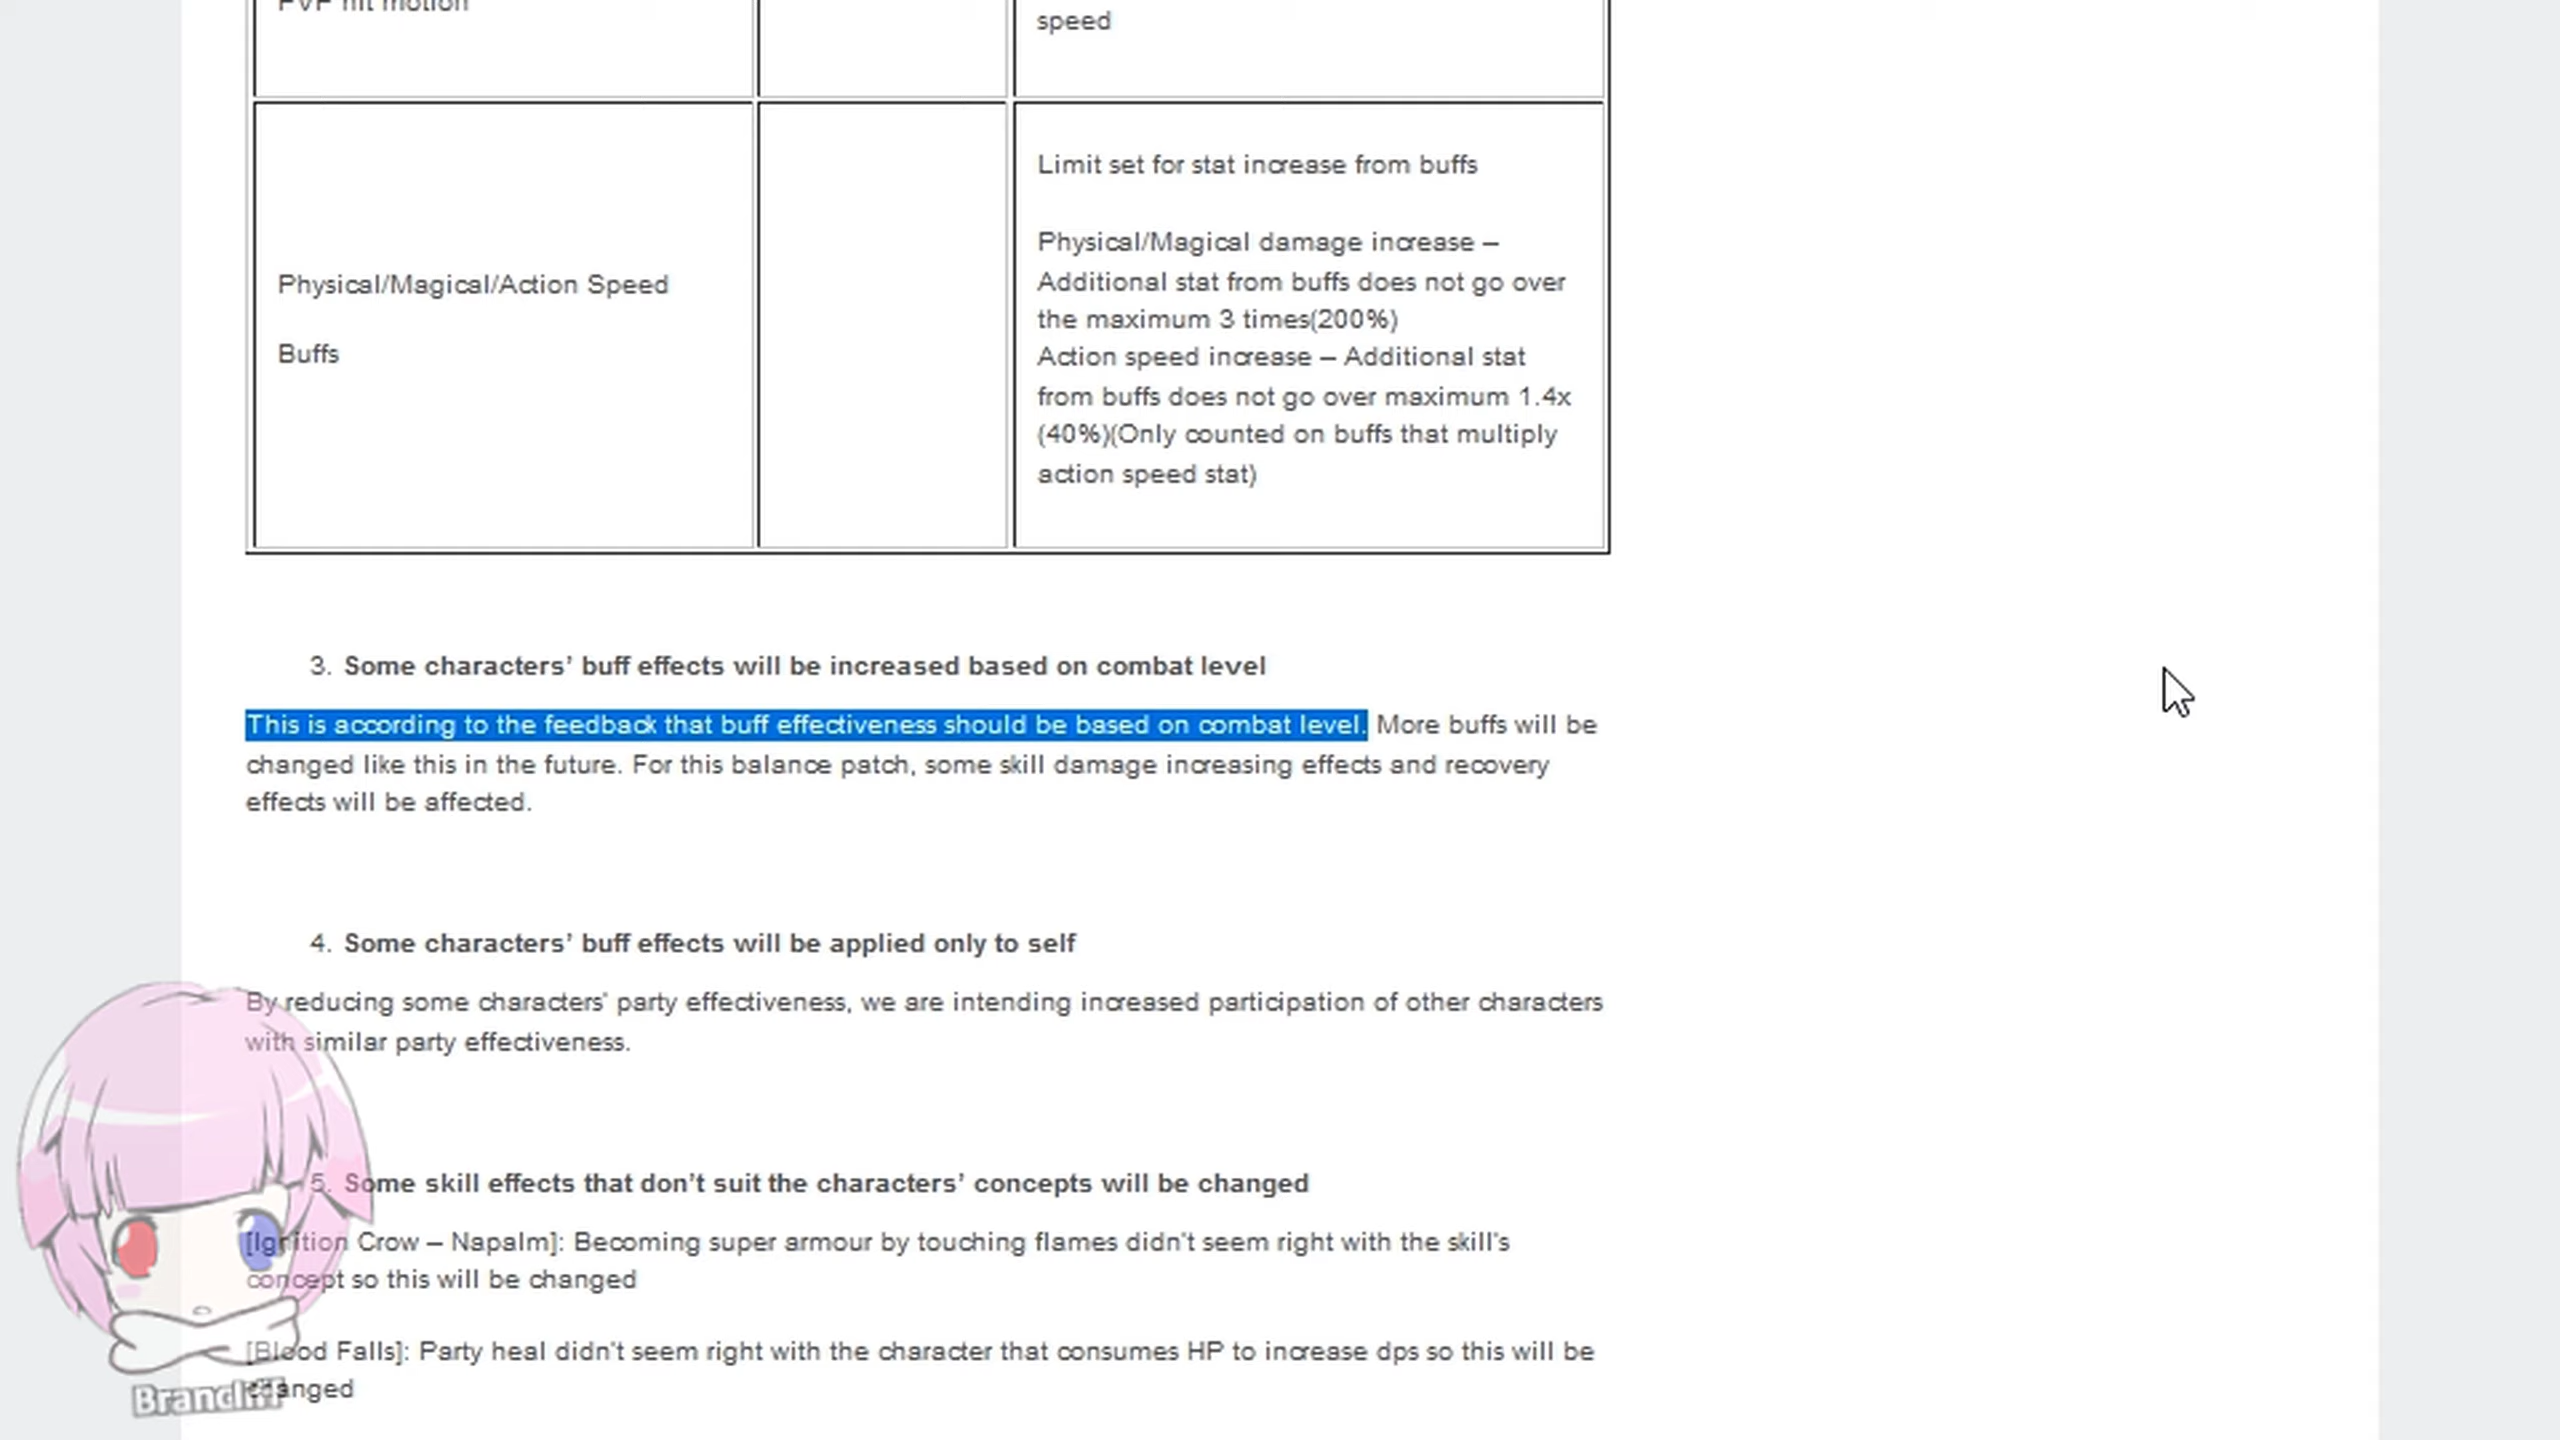 PVP hit motion
speed
Limit set for stat increase from buffs
Physical/Magical damage increase –
Additional stat from buffs does not go over
the maximum 3 times(200%)
Physical/Magical/Action Speed
Buffs
Action speed increase – Additional stat
from buffs does not go over maximum 1.4x
(40%)(Only counted on buffs that multiply
action speed stat)
3. Some characters' buff effects will be increased based on combat level
This is according to the feedback that buff effectiveness should be based on combat level. More buffs will be
changed like this in the future. For this balance patch, some skill damage increasing effects and recovery
effects will be affected.
4. Some characters' buff effects will be applied only to self
By reducing some characters' party effectiveness, we are intending increased participation of other characters
with similar party effectiveness.
5. Some skill effects that don't suit the characters' concepts will be changed
[Ignition Crow – Napalm]: Becoming super armour by touching flames didn't seem right with the skill's
concept so this will be changed
[Blood Falls]: Party heal didn't seem right with the character that consumes HP to increase dps so this will be
changed